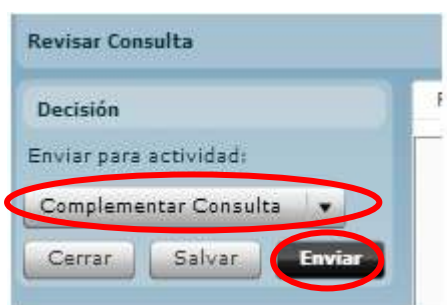 Revisar Consulta
Decisión
Enviar para actividad:
Complementar Consulta
Cerrar Salvar Enviar